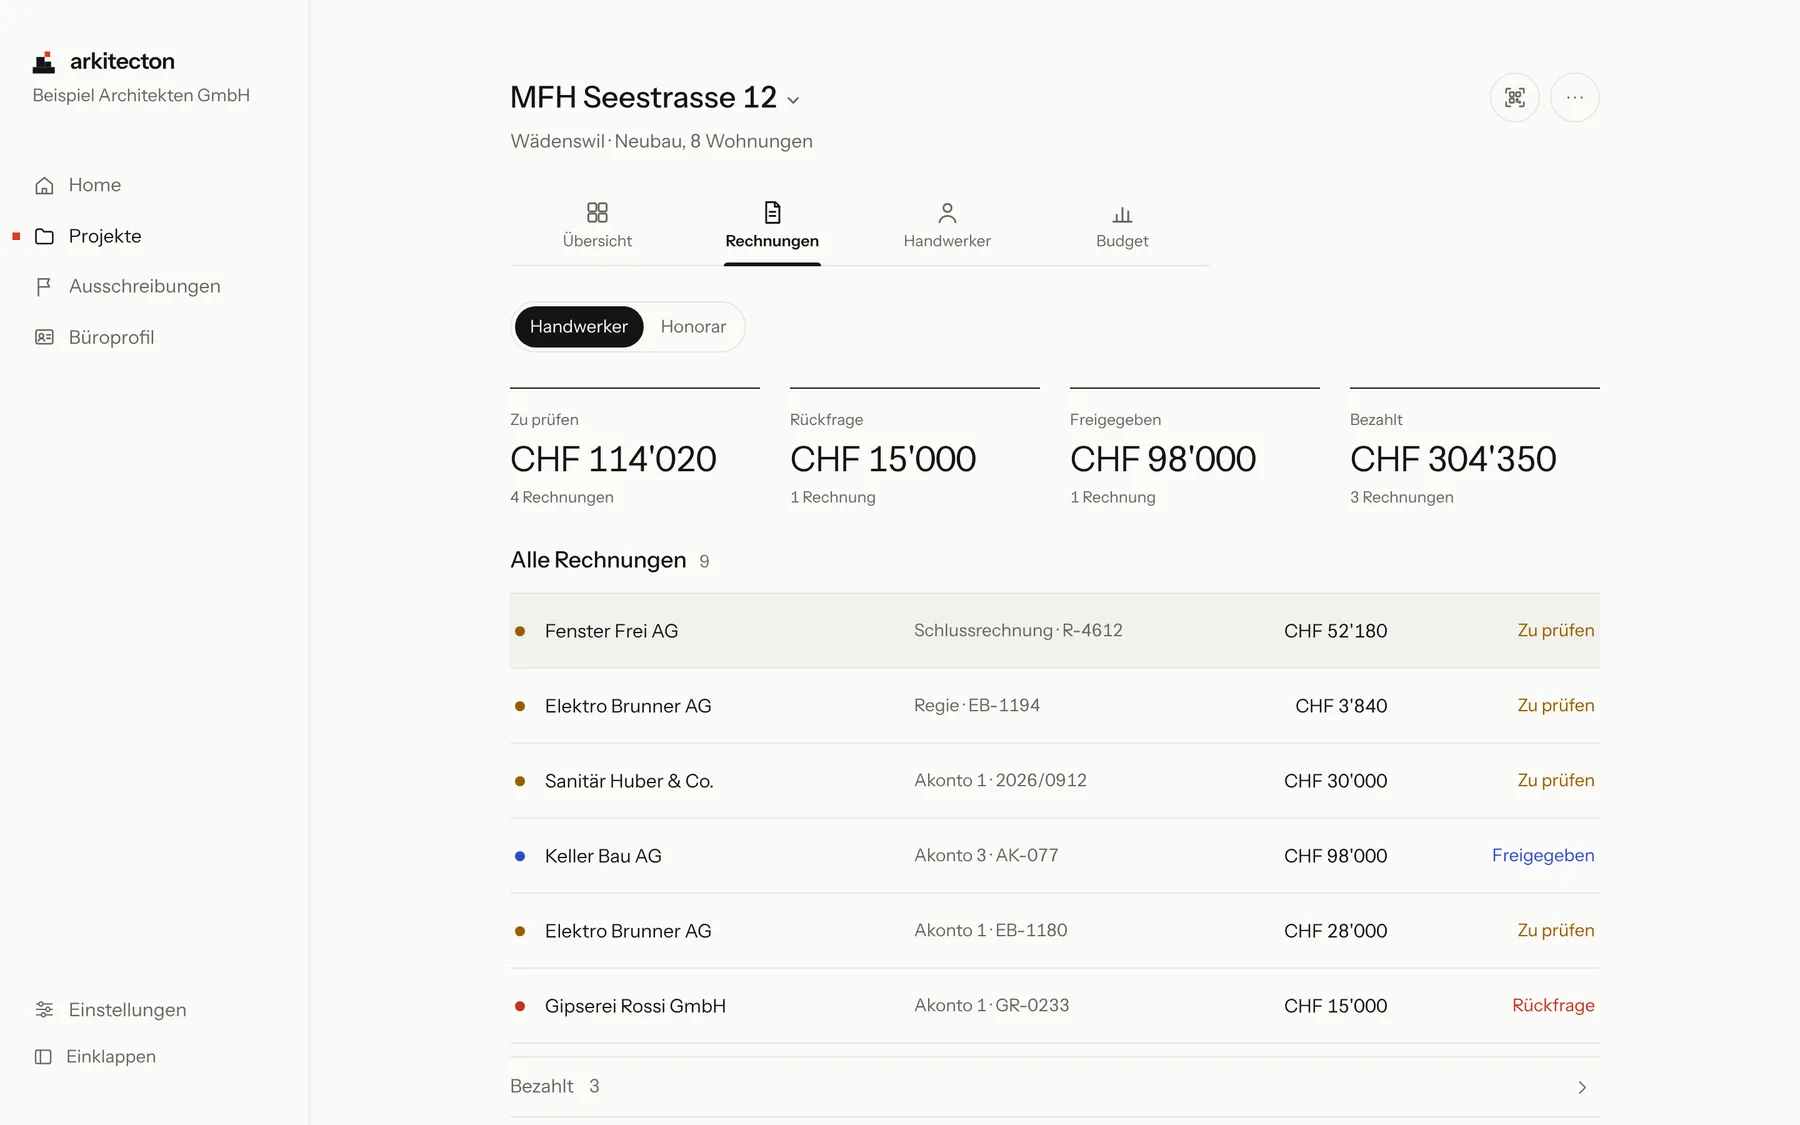 arkitecton
Beispiel Architekten GmbH
Home
Projekte
Ausschreibungen
Büroprofil
Einstellungen
Einklappen
MFH Seestrasse 12
Wädenswil · Neubau, 8 Wohnungen
Übersicht
Rechnungen
Handwerker
Budget
Handwerker
Honorar
Zu prüfen
CHF 114'020
4 Rechnungen
Rückfrage
CHF 15'000
1 Rechnung
Freigegeben
CHF 98'000
1 Rechnung
Bezahlt
CHF 304'350
3 Rechnungen
Alle Rechnungen 9
Fenster Frei AG Schlussrechnung · R-4612 CHF 52'180 Zu prüfen
Elektro Brunner AG Regie · EB-1194 CHF 3'840 Zu prüfen
Sanitär Huber & Co. Akonto 1 · 2026/0912 CHF 30'000 Zu prüfen
Keller Bau AG Akonto 3 · AK-077 CHF 98'000 Freigegeben
Elektro Brunner AG Akonto 1 · EB-1180 CHF 28'000 Zu prüfen
Gipserei Rossi GmbH Akonto 1 · GR-0233 CHF 15'000 Rückfrage
Bezahlt 3